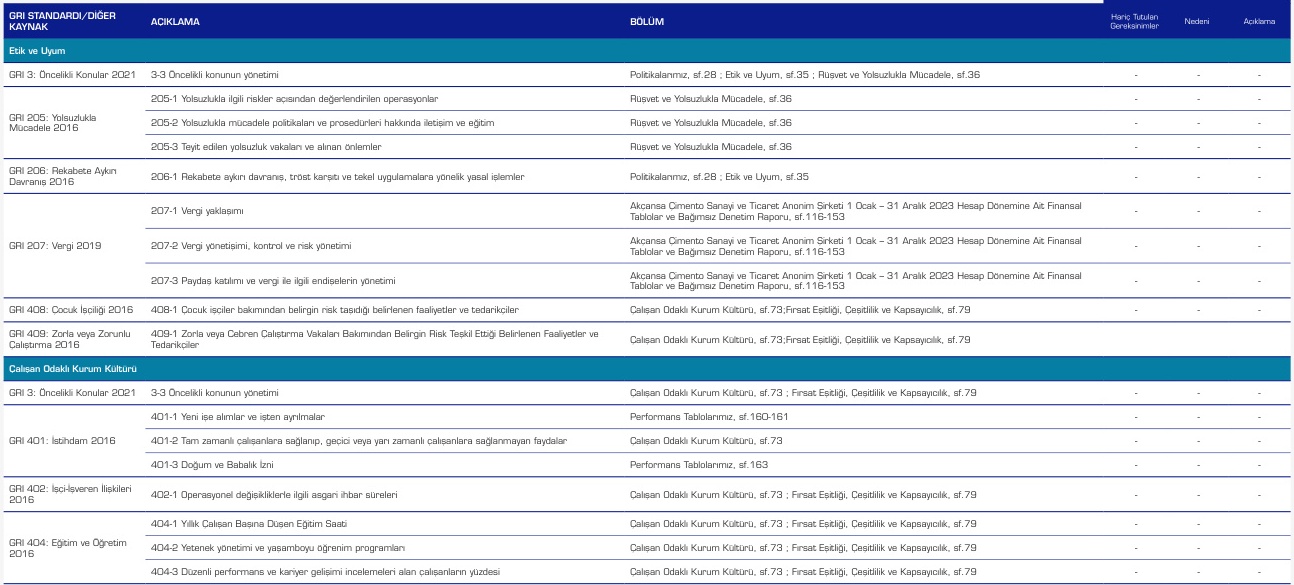 GRI STANDARDI/DİĞER KAYNAK AÇIKLAMA BÖLÜM Hariç Tutulan Gereksinimler Nedeni Açıklama
Etik ve Uyum
GRI 3: Öncelikli Konular 2021 3-3 Öncelikli konunun yönetimi Politikalarımız, sf.28 ; Etik ve Uyum, sf.35 ; Rüşvet ve Yolsuzlukla Mücadele, sf.36 - - -
GRI 205: Yolsuzlukla Mücadele 2016
205-1 Yolsuzlukla ilgili riskler açısından değerlendirilen operasyonlar Rüşvet ve Yolsuzlukla Mücadele, sf.36 - - -
205-2 Yolsuzlukla mücadele politikaları ve prosedürleri hakkında iletişim ve eğitim Rüşvet ve Yolsuzlukla Mücadele, sf.36 - - -
205-3 Teyit edilen yolsuzluk vakaları ve alınan önlemler Rüşvet ve Yolsuzlukla Mücadele, sf.36 - - -
GRI 206: Rekabete Aykırı Davranış 2016 206-1 Rekabete aykırı davranış, tröst karşıtı ve tekel uygulamalara yönelik yasal işlemler Politikalarımız, sf.28 ; Etik ve Uyum, sf.35 - - -
GRI 207: Vergi 2019
207-1 Vergi yaklaşımı Akçansa Çimento Sanayi ve Ticaret Anonim Şirketi 1 Ocak – 31 Aralık 2023 Hesap Dönemine Ait Finansal
Tablolar ve Bağımsız Denetim Raporu, sf.116-153 - - -
207-2 Vergi yönetişimi, kontrol ve risk yönetimi Akçansa Çimento Sanayi ve Ticaret Anonim Şirketi 1 Ocak – 31 Aralık 2023 Hesap Dönemine Ait Finansal
Tablolar ve Bağımsız Denetim Raporu, sf.116-153 - - -
207-3 Paydaş katılımı ve vergi ile ilgili endişelerin yönetimi Akçansa Çimento Sanayi ve Ticaret Anonim Şirketi 1 Ocak – 31 Aralık 2023 Hesap Dönemine Ait Finansal
Tablolar ve Bağımsız Denetim Raporu, sf.116-153 - - -
GRI 408: Çocuk İşçiliği 2016 408-1 Çocuk işçiler bakımından belirgin risk taşıdığı belirlenen faaliyetler ve tedarikçiler Çalışan Odaklı Kurum Kültürü, sf.73;Fırsat Eşitliği, Çeşitlilik ve Kapsayıcılık, sf.79 - - -
GRI 409: Zorla veya Zorunlu Çalıştırma 2016 409-1 Zorla veya Cebren Çalıştırma Vakaları Bakımından Belirgin Risk Teşkil Ettiği Belirlenen Faaliyetler ve
Tedarikçiler Çalışan Odaklı Kurum Kültürü, sf.73;Fırsat Eşitliği, Çeşitlilik ve Kapsayıcılık, sf.79 - - -
Çalışan Odaklı Kurum Kültürü
GRI 3: Öncelikli Konular 2021 3-3 Öncelikli konunun yönetimi Çalışan Odaklı Kurum Kültürü, sf.73 ; Fırsat Eşitliği, Çeşitlilik ve Kapsayıcılık, sf.79 - - -
GRI 401: İstihdam 2016
401-1 Yeni işe alımlar ve işten ayrılmalar Performans Tablolarımız, sf.160-161 - - -
401-2 Tam zamanlı çalışanlara sağlanıp, geçici veya yarı zamanlı çalışanlara sağlanmayan faydalar Çalışan Odaklı Kurum Kültürü, sf.73 - - -
401-3 Doğum ve Babalık İzni Performans Tablolarımız, sf.163 - - -
GRI 402: İşçi-İşveren İlişkileri 2016 402-1 Operasyonel değişikliklerle ilgili asgari ihbar süreleri Çalışan Odaklı Kurum Kültürü, sf.73 ; Fırsat Eşitliği, Çeşitlilik ve Kapsayıcılık, sf.79 - - -
GRI 404: Eğitim ve Öğretim 2016
404-1 Yıllık Çalışan Başına Düşen Eğitim Saati Çalışan Odaklı Kurum Kültürü, sf.73 ; Fırsat Eşitliği, Çeşitlilik ve Kapsayıcılık, sf.79 - - -
404-2 Yetenek yönetimi ve yaşamboyu öğrenim programları Çalışan Odaklı Kurum Kültürü, sf.73 ; Fırsat Eşitliği, Çeşitlilik ve Kapsayıcılık, sf.79 - - -
404-3 Düzenli performans ve kariyer gelişimi incelemeleri alan çalışanların yüzdesi Çalışan Odaklı Kurum Kültürü, sf.73 ; Fırsat Eşitliği, Çeşitlilik ve Kapsayıcılık, sf.79 - - -